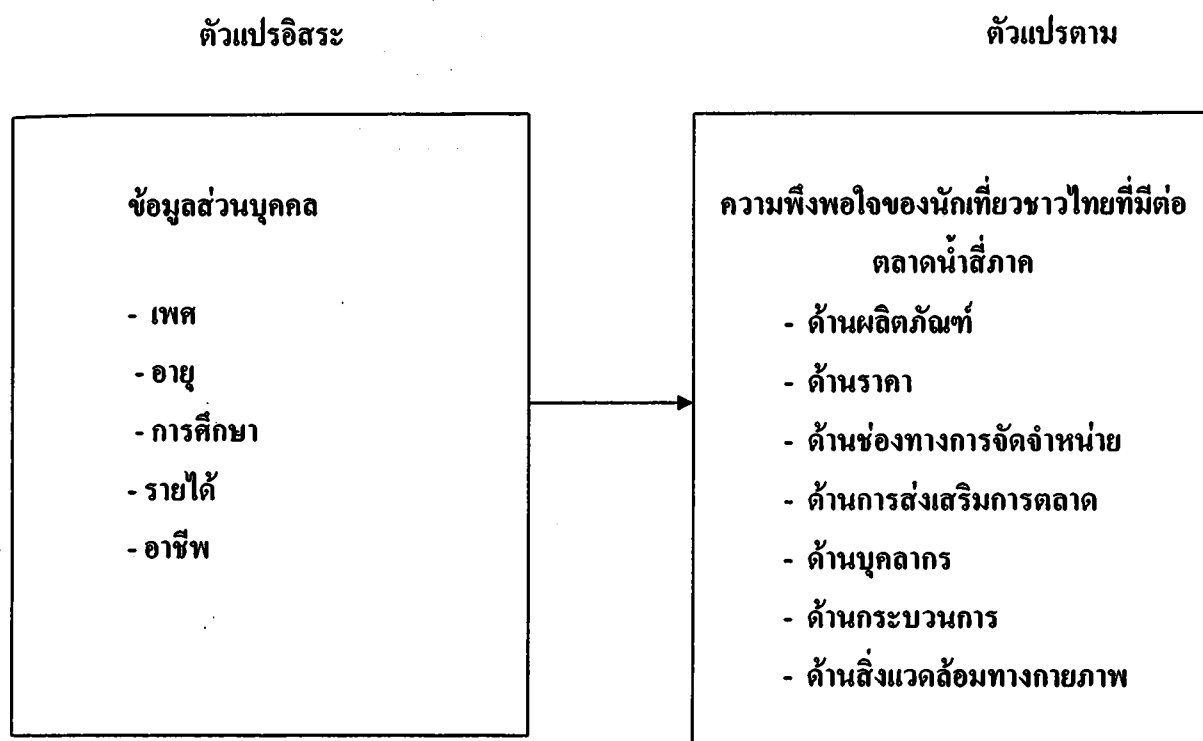 ตัวแปรอิสระ
ตัวแปรตาม
ข้อมูลส่วนบุคคล
- เพศ
- อายุ
- การศึกษา
- รายได้
- อาชีพ
ความพึงพอใจของนักเที่ยวชาวไทยที่มีต่อ
ตลาดน้ำสี่ภาค
- ด้านผลิตภัณฑ์
- ด้านราคา
- ด้านช่องทางการจัดจำหน่าย
- ด้านการส่งเสริมการตลาด
- ด้านบุคลากร
- ด้านกระบวนการ
- ด้านสิ่งแวดล้อมทางกายภาพ